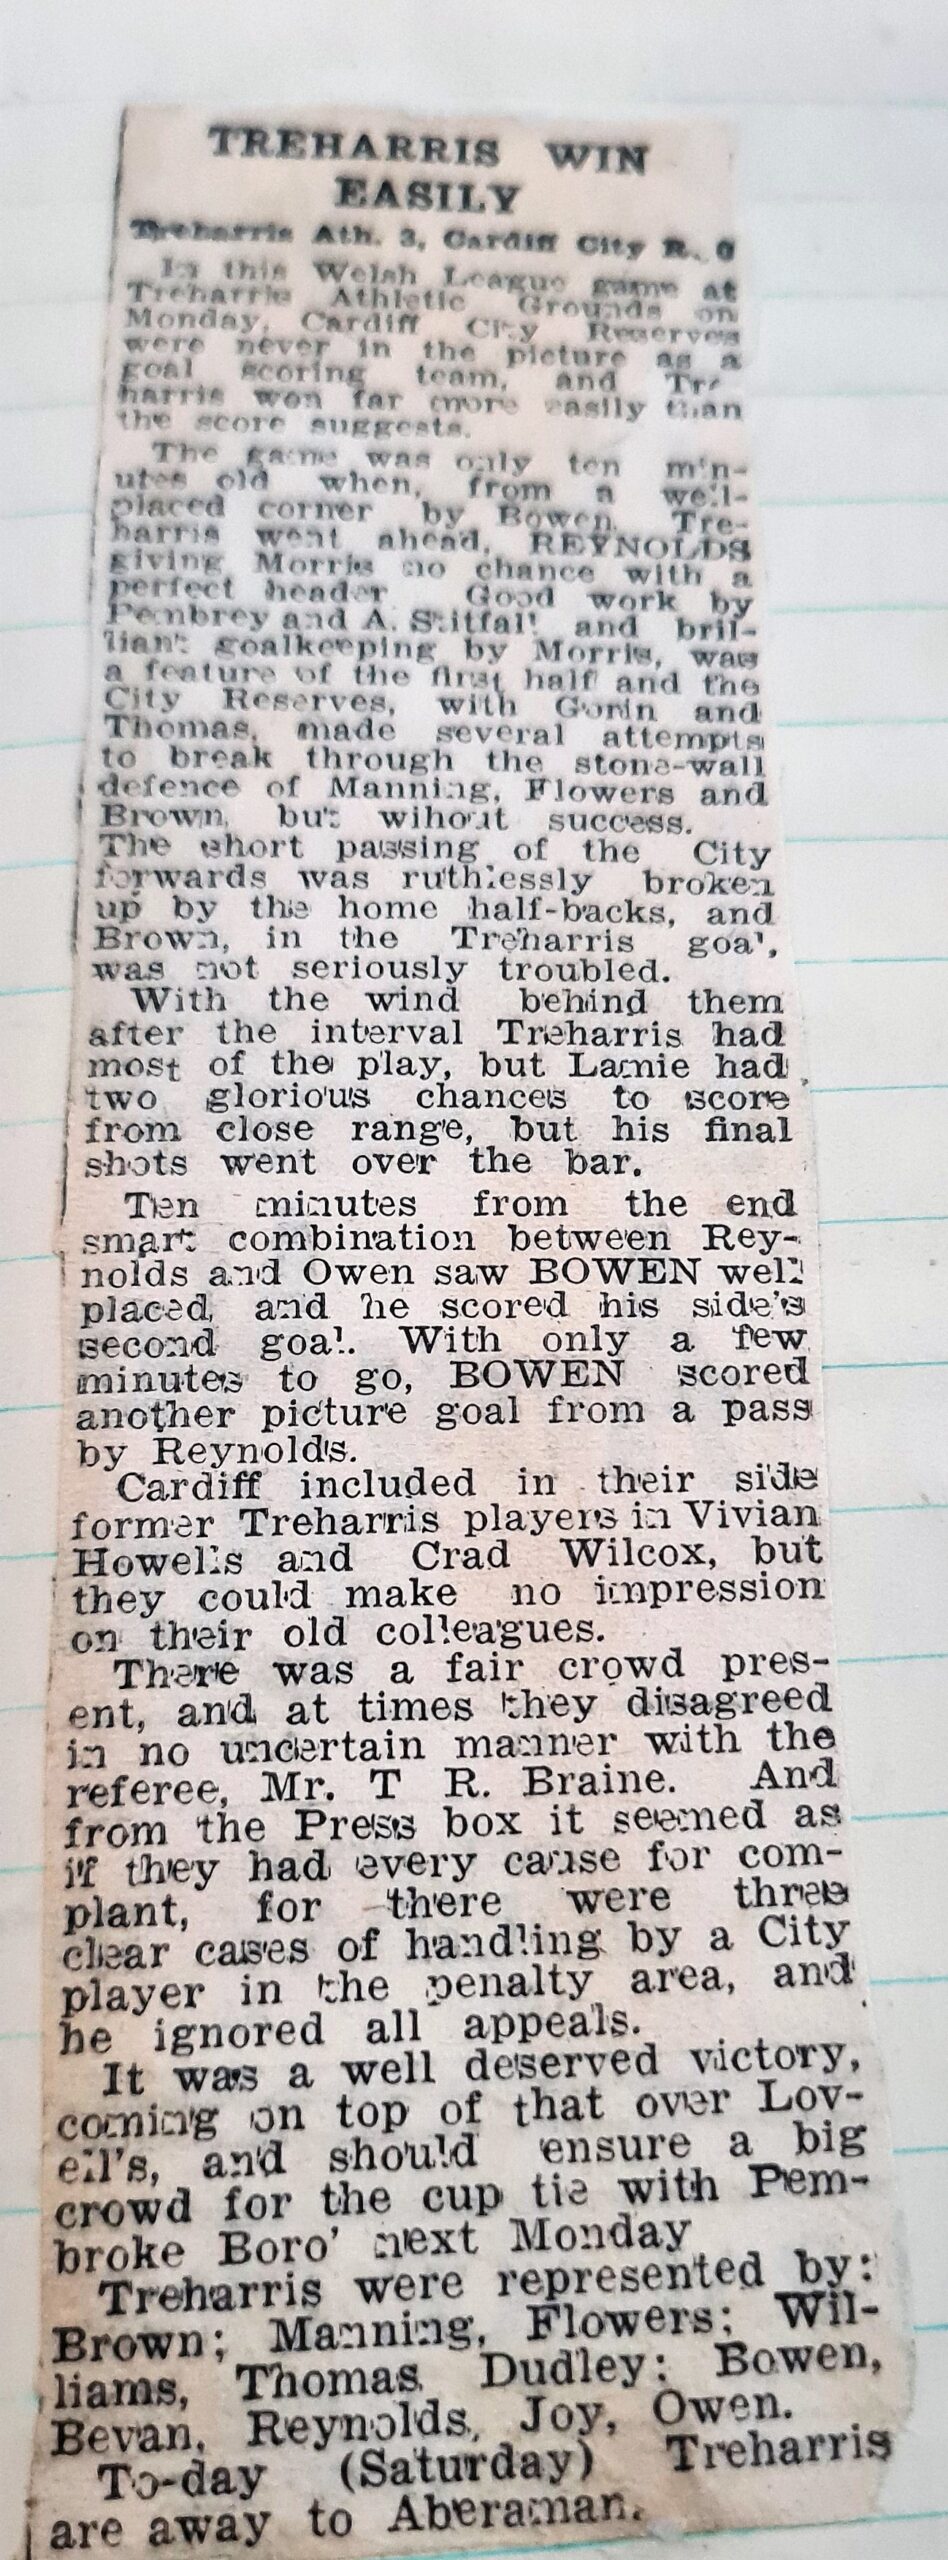 TREHARRIS WIN
EASILY
Treharris Ath. 3, Cardiff City R. 0
In this Welsh League game at
Treharris Athletic Grounds on
Monday, Cardiff City Reserves
were never in the picture as a
goal scoring team, and Tre
harris won far more easily than
the score suggests.
The game was only ten min-
utes old when, from a well-
placed corner by Bowen, Tre-
harris went ahead, REYNOLDS
giving Morris no chance with a
perfect header Good work by
Pembrey and A. Stitfall and bril-
liant goalkeeping by Morris, was
a feature of the first half and the
City Reserves, with Gorin and
Thomas, made several attempts
to break through the stone-wall
defence of Manning, Flowers and
Brown, but wihout success.
The short passing of the City
forwards was ruthlessly broken
up by the home half-backs, and
Brown, in the Treharris goal,
was not seriously troubled.
With the wind behind them
after the interval Treharris had
most of the play, but Lamie had
two glorious chances to score
from close range, but his final
shots went over the bar.
Ten minutes from the end
smart combination between Rey-
nolds and Owen saw BOWEN well
placed, and he scored his side's
second goal. With only a few
minutes to go, BOWEN scored
another picture goal from a pass
by Reynolds.
Cardiff included in their side
former Treharris players in Vivian
Howells and Crad Wilcox, but
they could make no impression
on their old colleagues.
There was a fair crowd pres-
ent, and at times they disagreed
in no uncertain manner with the
referee, Mr. T R. Braine. And
from the Press box it seemed as
if they had every cause for com-
plant, for there were three
clear cases of handling by a City
player in the penalty area, and
he ignored all appeals.
It was a well deserved victory,
coming on top of that over Lov-
ell's, and should ensure a big
crowd for the cup tie with Pem-
broke Boro' next Monday
Treharris were represented by:
Brown; Manning, Flowers; Wil-
liams, Thomas, Dudley; Bowen,
Bevan, Reynolds, Joy, Owen.
To-day (Saturday) Treharris
are away to Aberaman.